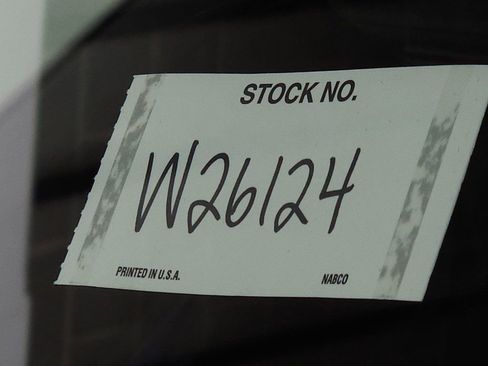 STOCK NO.
W26124
PRINTED IN U.S.A. NABCO